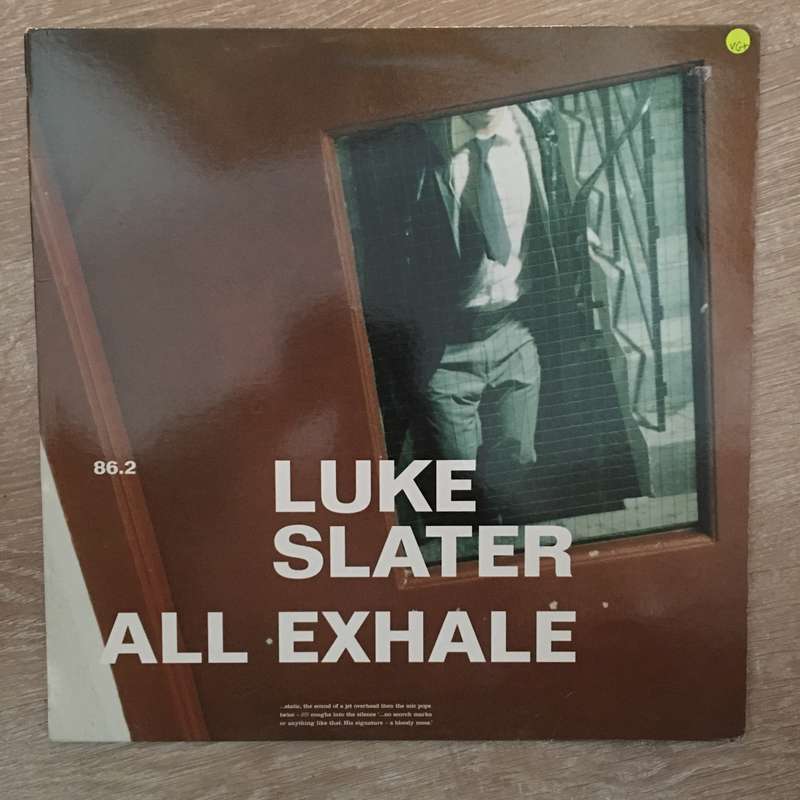 VG+
86.2
LUKE
SLATER
ALL EXHALE
...static, the sound of a jet overhead then the mic pops
twice - coughs into the silence '...no scorch marks
or anything like that. His signature - a bloody nose.'